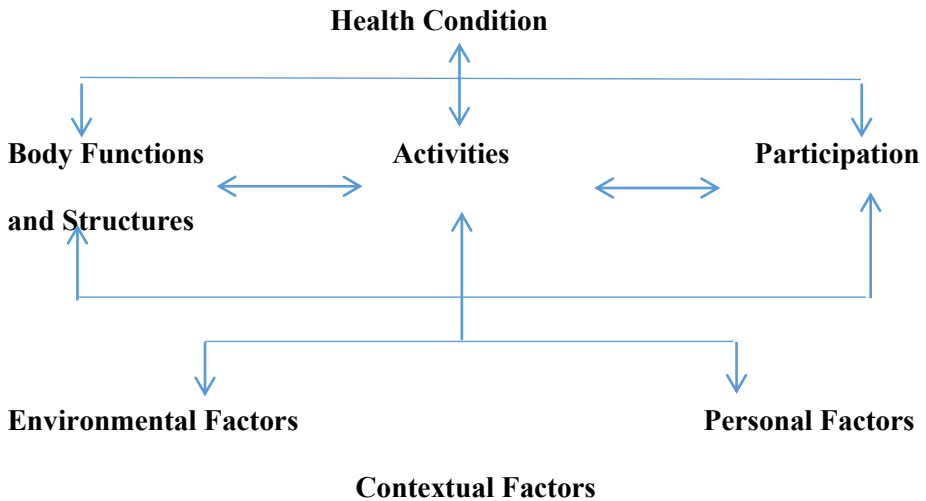 Health Condition
Body Functions Activities Participation
and Structures
Environmental Factors Personal Factors
Contextual Factors